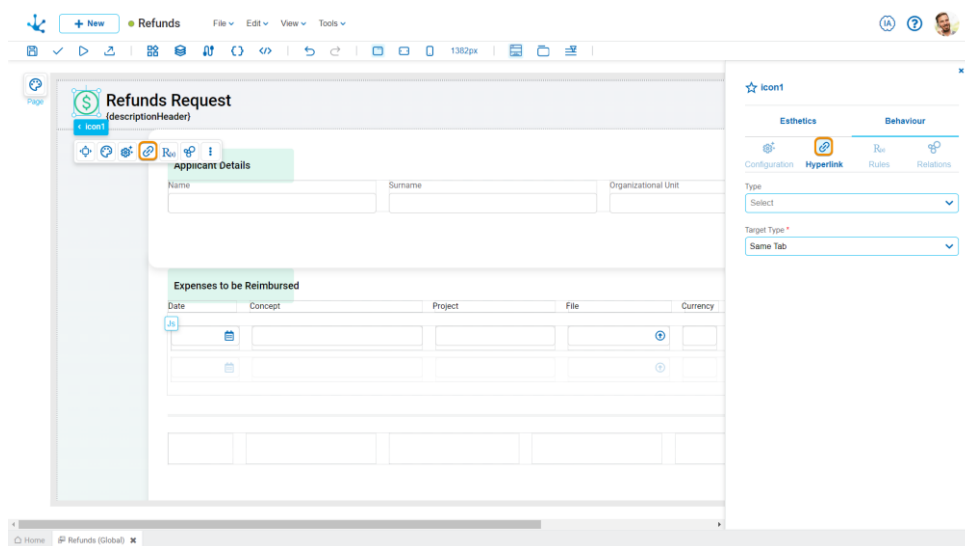 + New
Refunds
File
Edit
View
Tools
IA
?
1382px
Page
$
Refunds Request
{descriptionHeader}
icon1
Applicant Details
Name
Surname
Organizational Unit
Expenses to be Reimbursed
Date
Concept
Project
File
Currency
Js
icon1
Esthetics
Behaviour
Configuration
Hyperlink
Rules
Relations
Type
Select
Target Type *
Same Tab
Home
Refunds (Global)